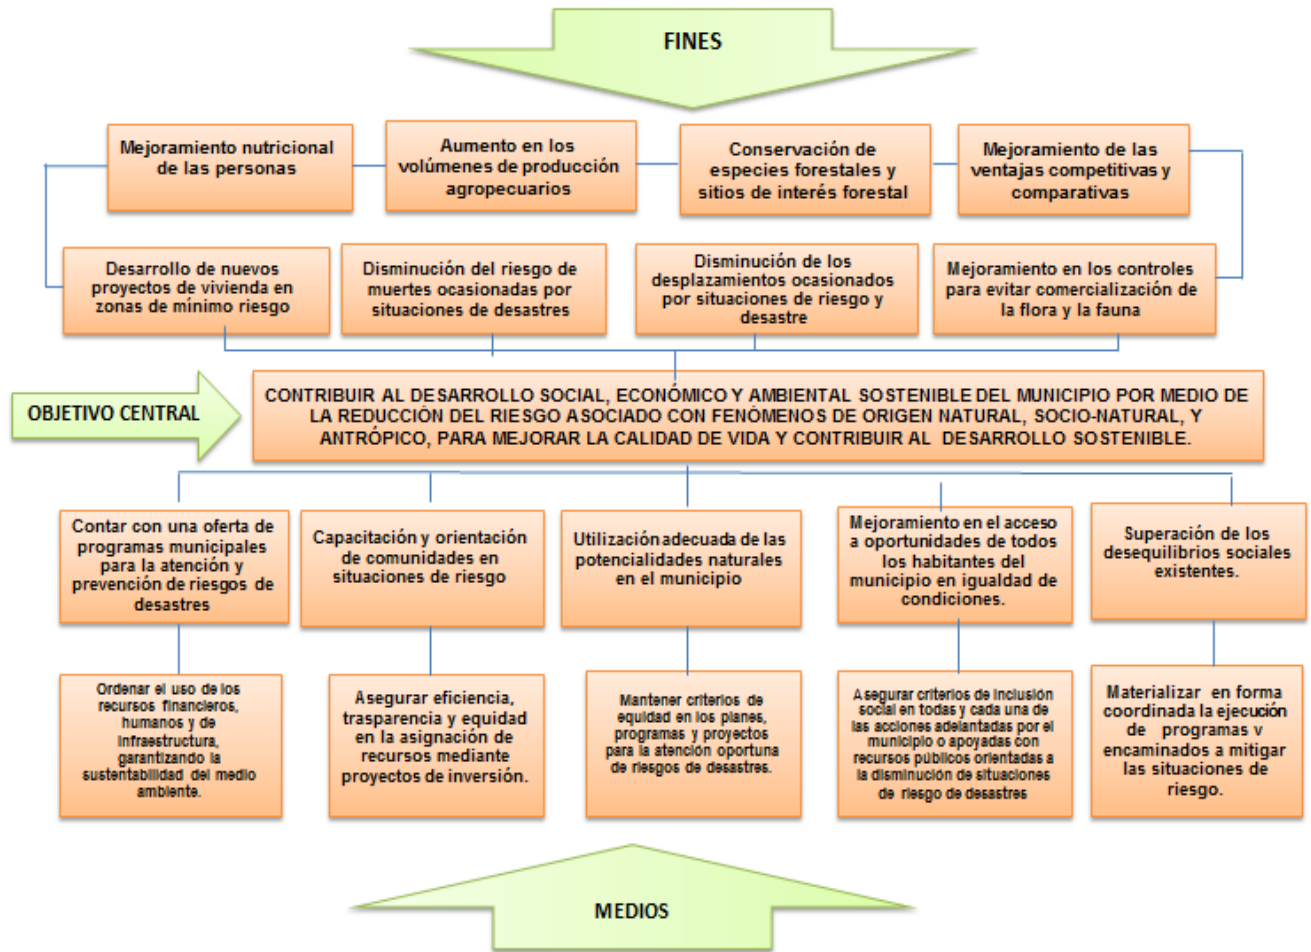 FINES
Mejoramiento nutricional
de las personas
Aumento en los
volúmenes de producción
agropecuarios
Conservación de
especies forestales y
sitios de interés forestal
Mejoramiento de las
ventajas competitivas y
comparativas
Desarrollo de nuevos
proyectos de vivienda en
zonas de mínimo riesgo
Disminución del riesgo de
muertes ocasionadas por
situaciones de desastres
Disminución de los
desplazamientos ocasionados
por situaciones de riesgo y
desastre
Mejoramiento en los controles
para evitar comercialización de
la flora y la fauna
OBJETIVO CENTRAL
CONTRIBUIR AL DESARROLLO SOCIAL, ECONÓMICO Y AMBIENTAL SOSTENIBLE DEL MUNICIPIO POR MEDIO DE
LA REDUCCIÓN DEL RIESGO ASOCIADO CON FENÓMENOS DE ORIGEN NATURAL, SOCIO-NATURAL, Y
ANTRÓPICO, PARA MEJORAR LA CALIDAD DE VIDA Y CONTRIBUIR AL DESARROLLO SOSTENIBLE.
Contar con una oferta de
programas municipales
para la atención y
prevención de riesgos de
desastres
Capacitación y orientación
de comunidades en
situaciones de riesgo
Utilización adecuada de las
potencialidades naturales
en el municipio
Mejoramiento en el acceso
a oportunidades de todos
los habitantes del
municipio en igualdad de
condiciones.
Superación de los
desequilibrios sociales
existentes.
Ordenar el uso de los
recursos financieros,
humanos y de
infraestructura,
garantizando la
sustentabilidad del medio
ambiente.
Asegurar eficiencia,
trasparencia y equidad
en la asignación de
recursos mediante
proyectos de inversión.
Mantener criterios de
equidad en los planes,
programas y proyectos
para la atención oportuna
de riesgos de desastres.
Asegurar criterios de inclusión
social en todas y cada una de
las acciones adelantadas por el
municipio o apoyadas con
recursos públicos orientadas a
la disminución de situaciones
de riesgo de desastres
Materializar en forma
coordinada la ejecución
de programas v
encaminados a mitigar
las situaciones de
riesgo.
MEDIOS